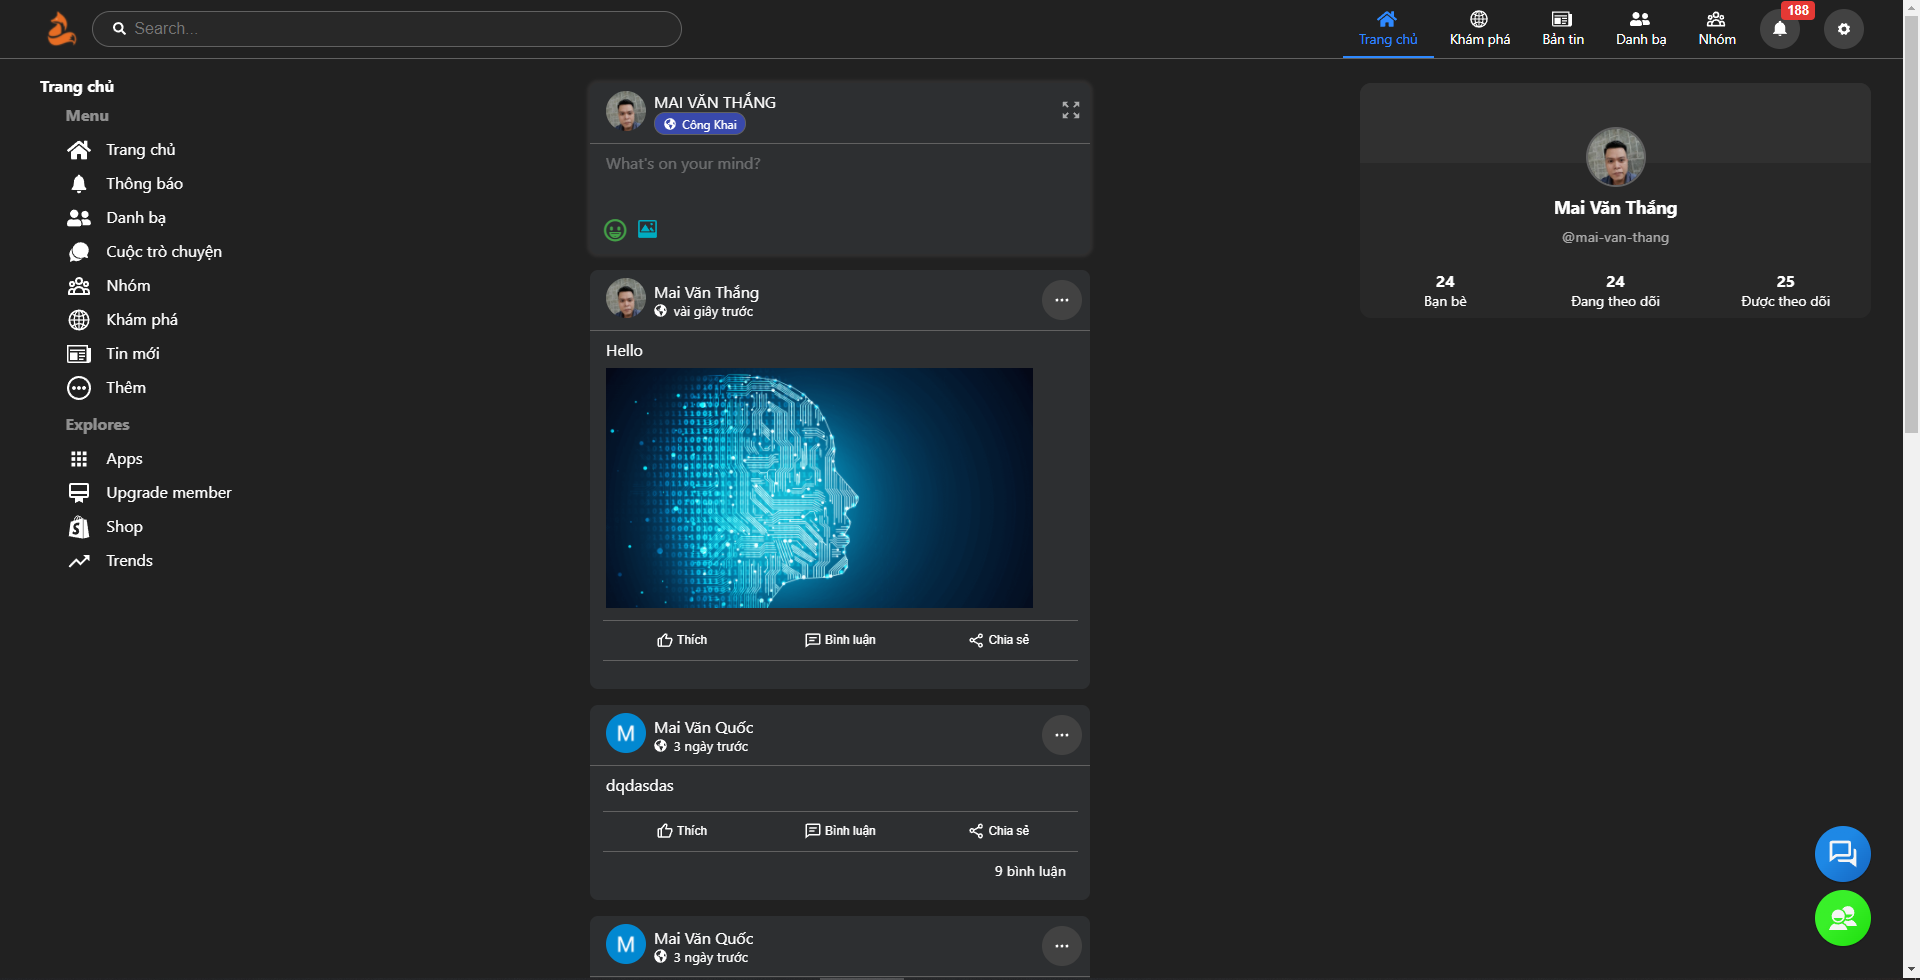 Search...
Trang chủ
Khám phá
Bản tin
Danh bạ
Nhóm
188
Trang chủ
Menu
Trang chủ
Thông báo
Danh bạ
Cuộc trò chuyện
Nhóm
Khám phá
Tin mới
Thêm
Explores
Apps
Upgrade member
Shop
Trends
MAI VĂN THẮNG
Công Khai
What's on your mind?
Mai Văn Thắng
vài giây trước
Hello
Thích
Bình luận
Chia sẻ
Mai Văn Quốc
3 ngày trước
dqdasdas
Thích
Bình luận
Chia sẻ
9 bình luận
Mai Văn Quốc
3 ngày trước
Mai Văn Thắng
@mai-van-thang
24
Bạn bè
24
Đang theo dõi
25
Được theo dõi